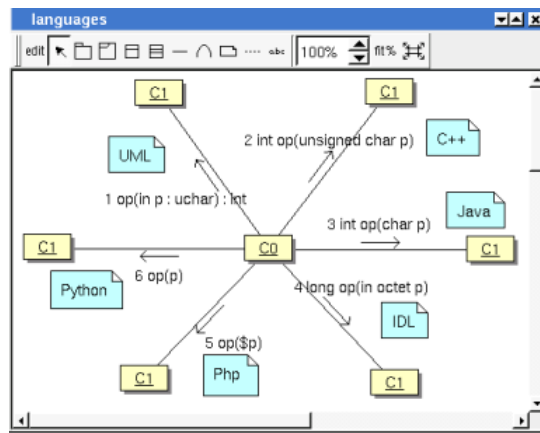 languages
edit
abc
100%
fit%
C1
C1
2 int op(unsigned char p)
C++
UML
1 op(in p : uchar) : int
Java
3 int op(char p)
C1
C0
C1
6 op(p)
4 long op(in octet p)
Python
IDL
5 op($p)
Php
C1
C1